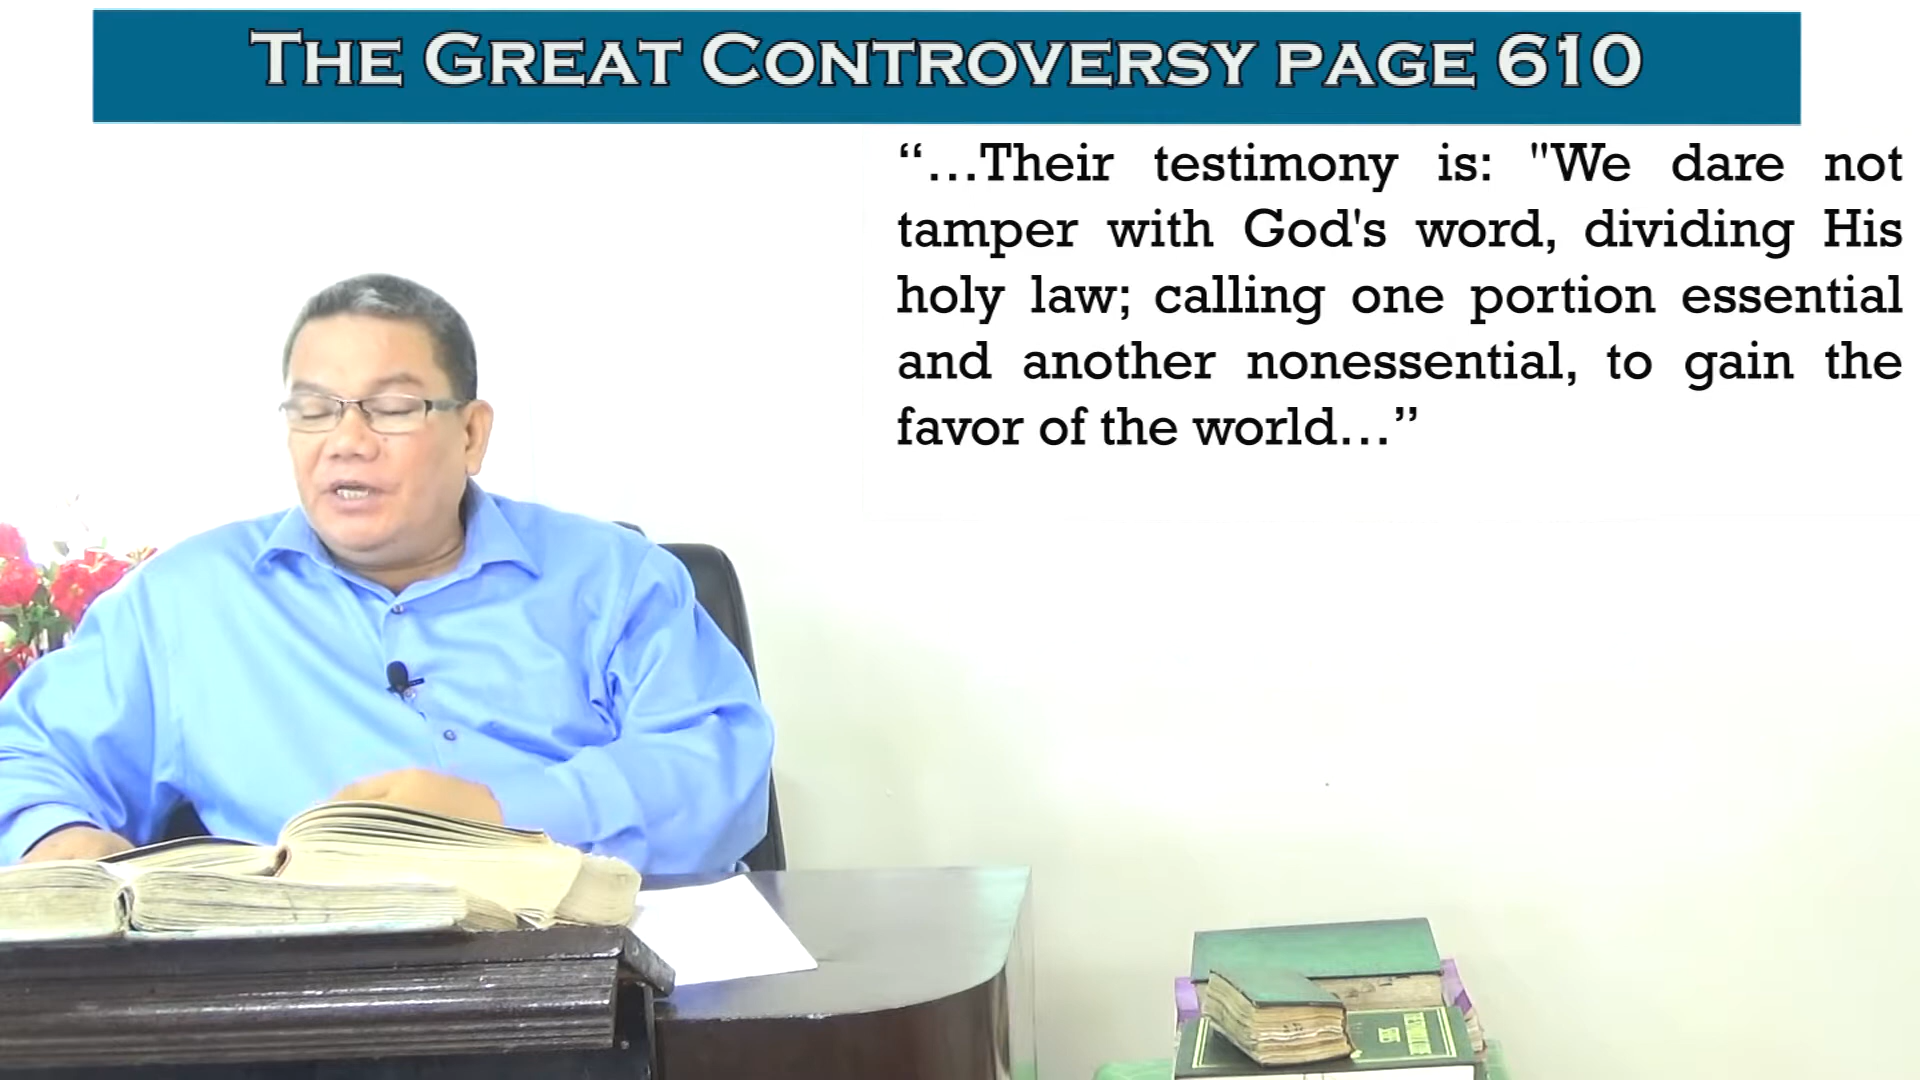 THE GREAT CONTROVERSY PAGE 610
“…Their testimony is: "We dare not
tamper with God's word, dividing His
holy law; calling one portion essential
and another nonessential, to gain the
favor of the world…”